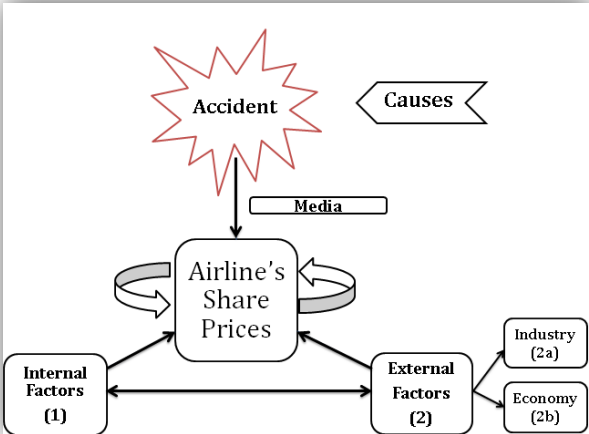 Accident
Causes
Media
Airline's
Share
Prices
Internal
Factors
(1)
External
Factors
(2)
Industry
(2a)
Economy
(2b)